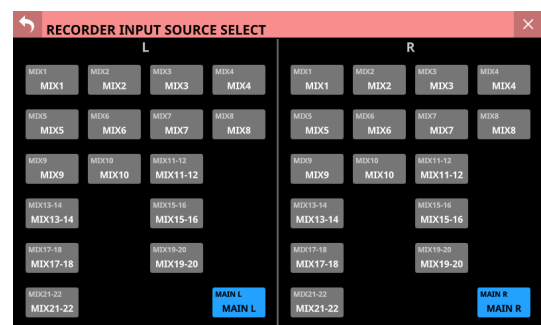 RECORDER INPUT SOURCE SELECT
L
MIX1 MIX2 MIX3 MIX4
MIX1 MIX2 MIX3 MIX4
MIX5 MIX6 MIX7 MIX8
MIX5 MIX6 MIX7 MIX8
MIX9 MIX10 MIX11-12
MIX9 MIX10 MIX11-12
MIX13-14 MIX15-16
MIX13-14 MIX15-16
MIX17-18 MIX19-20
MIX17-18 MIX19-20
MIX21-22 MAIN L
MIX21-22 MAIN L
R
MIX1 MIX2 MIX3 MIX4
MIX1 MIX2 MIX3 MIX4
MIX5 MIX6 MIX7 MIX8
MIX5 MIX6 MIX7 MIX8
MIX9 MIX10 MIX11-12
MIX9 MIX10 MIX11-12
MIX13-14 MIX15-16
MIX13-14 MIX15-16
MIX17-18 MIX19-20
MIX17-18 MIX19-20
MIX21-22 MAIN R
MIX21-22 MAIN R